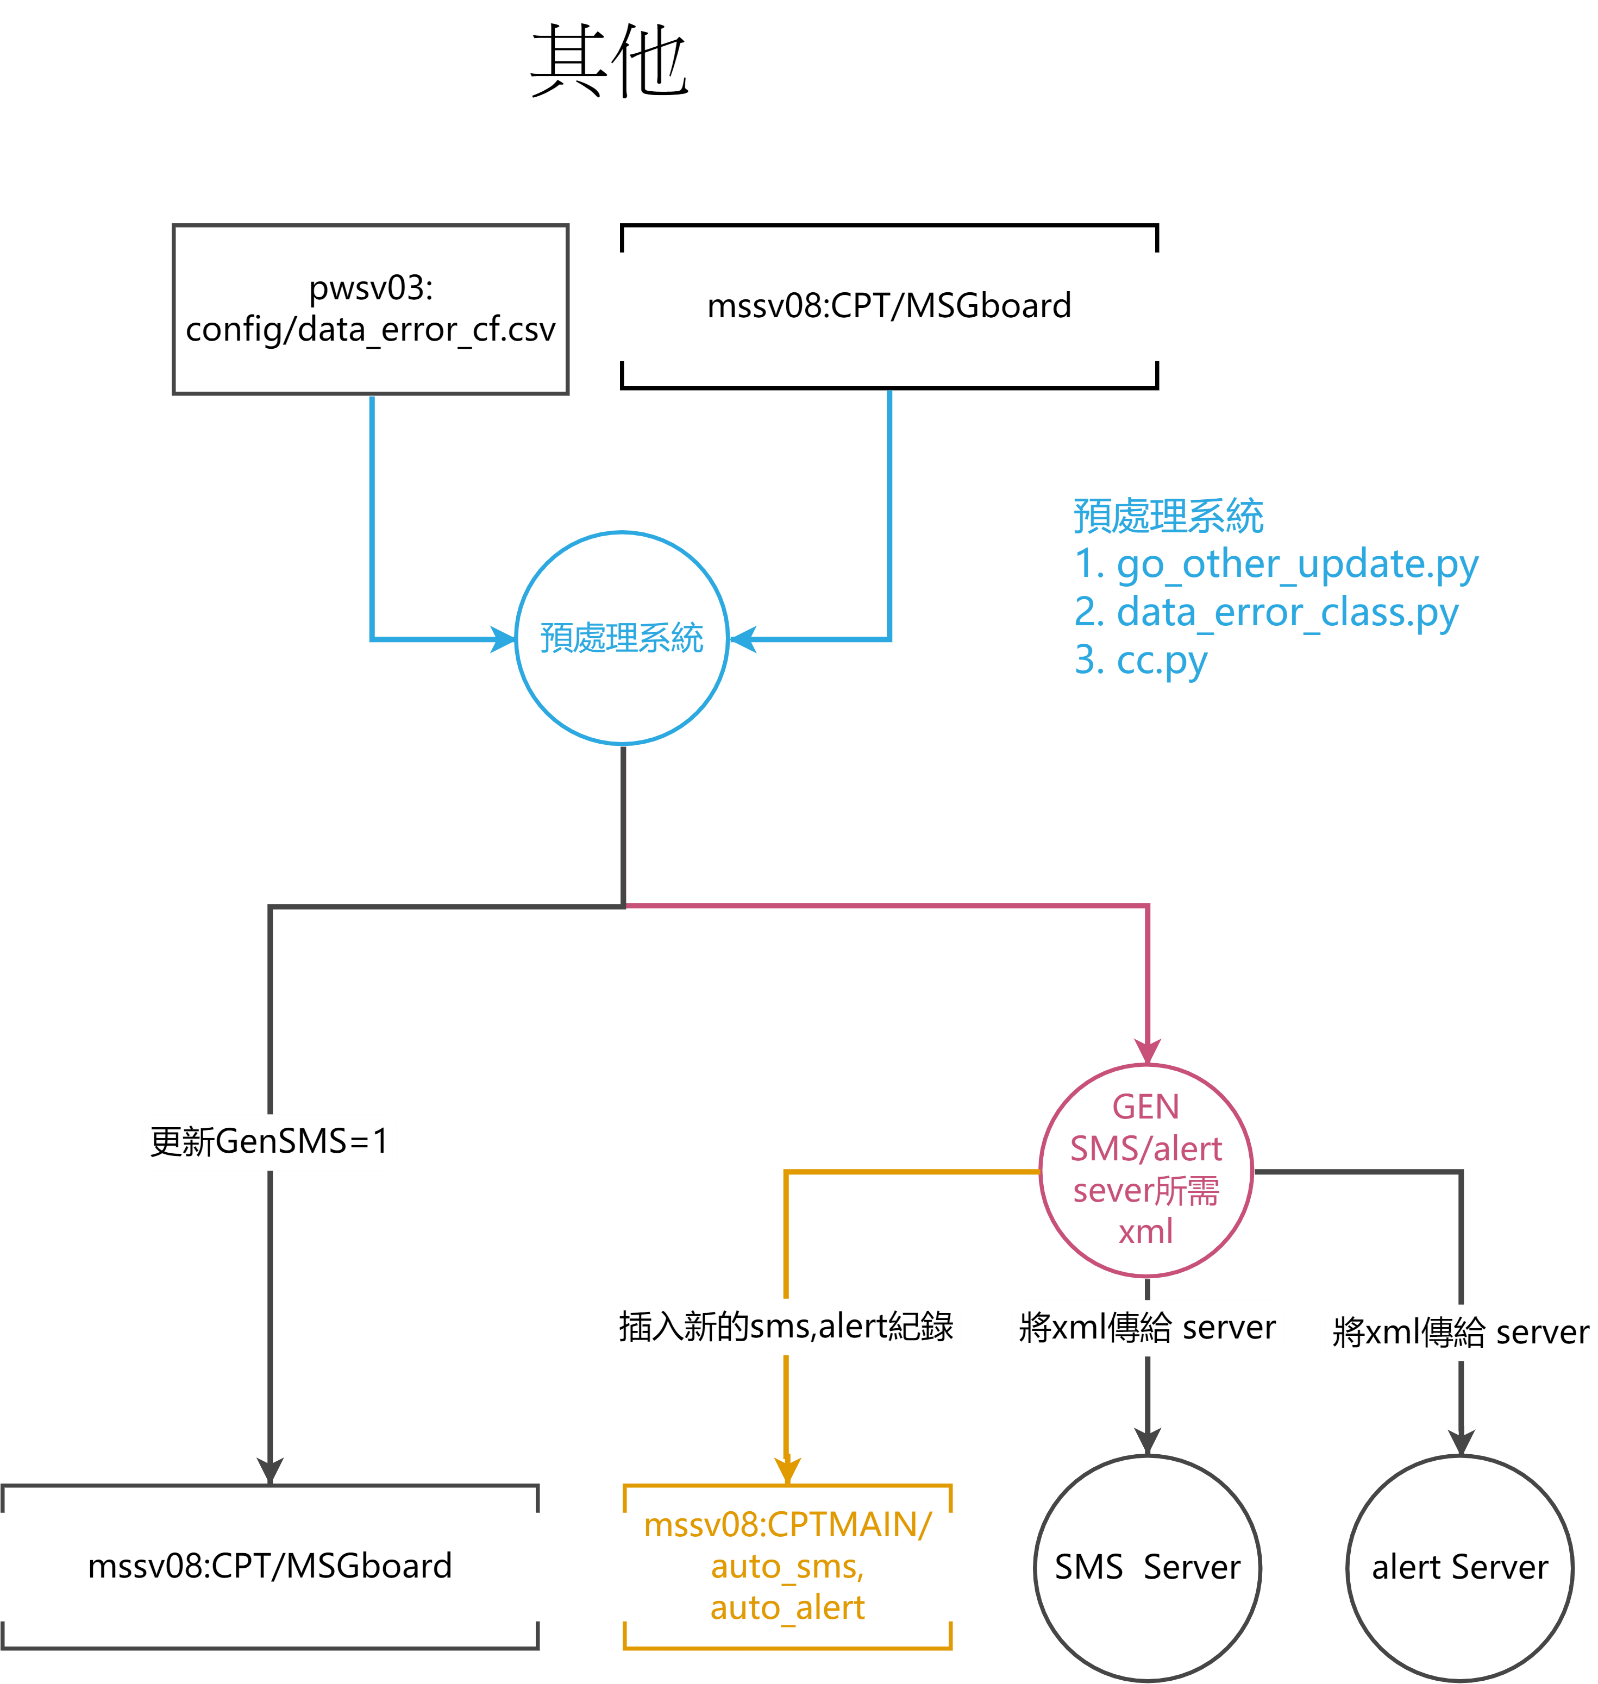 其他
pwsv03:
config/data_error_cf.csv
mssv08:CPT/MSGboard
預處理系統
1. go_other_update.py
2. data_error_class.py
3. cc.py
預處理系統
GEN
SMS/alert
sever所需
xml
更新GenSMS=1
插入新的sms,alert紀錄
將xml傳給 server
將xml傳給 server
mssv08:CPT/MSGboard
mssv08:CPTMAIN/
auto_sms,
auto_alert
SMS  Server
alert Server